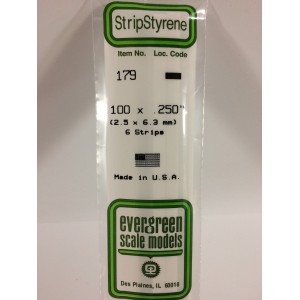 StripStyrene
Item No. Loc. Code
179
.100 x .250"
(2.5 x 6.3 mm)
6 Strips
Made in U.S.A.
evergreen
scale models
Des Plaines, IL 60018